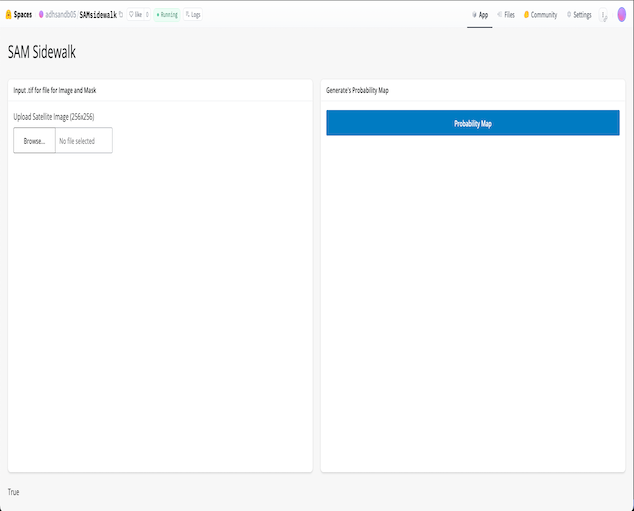 Spaces adhsandb05/SAMsidewalk like 0 Running Logs App Files Community Settings
SAM Sidewalk
Input .tif for file for Image and Mask
Generate's Probability Map
Upload Satellite Image (256x256)
Browse... No file selected
Probability Map
True